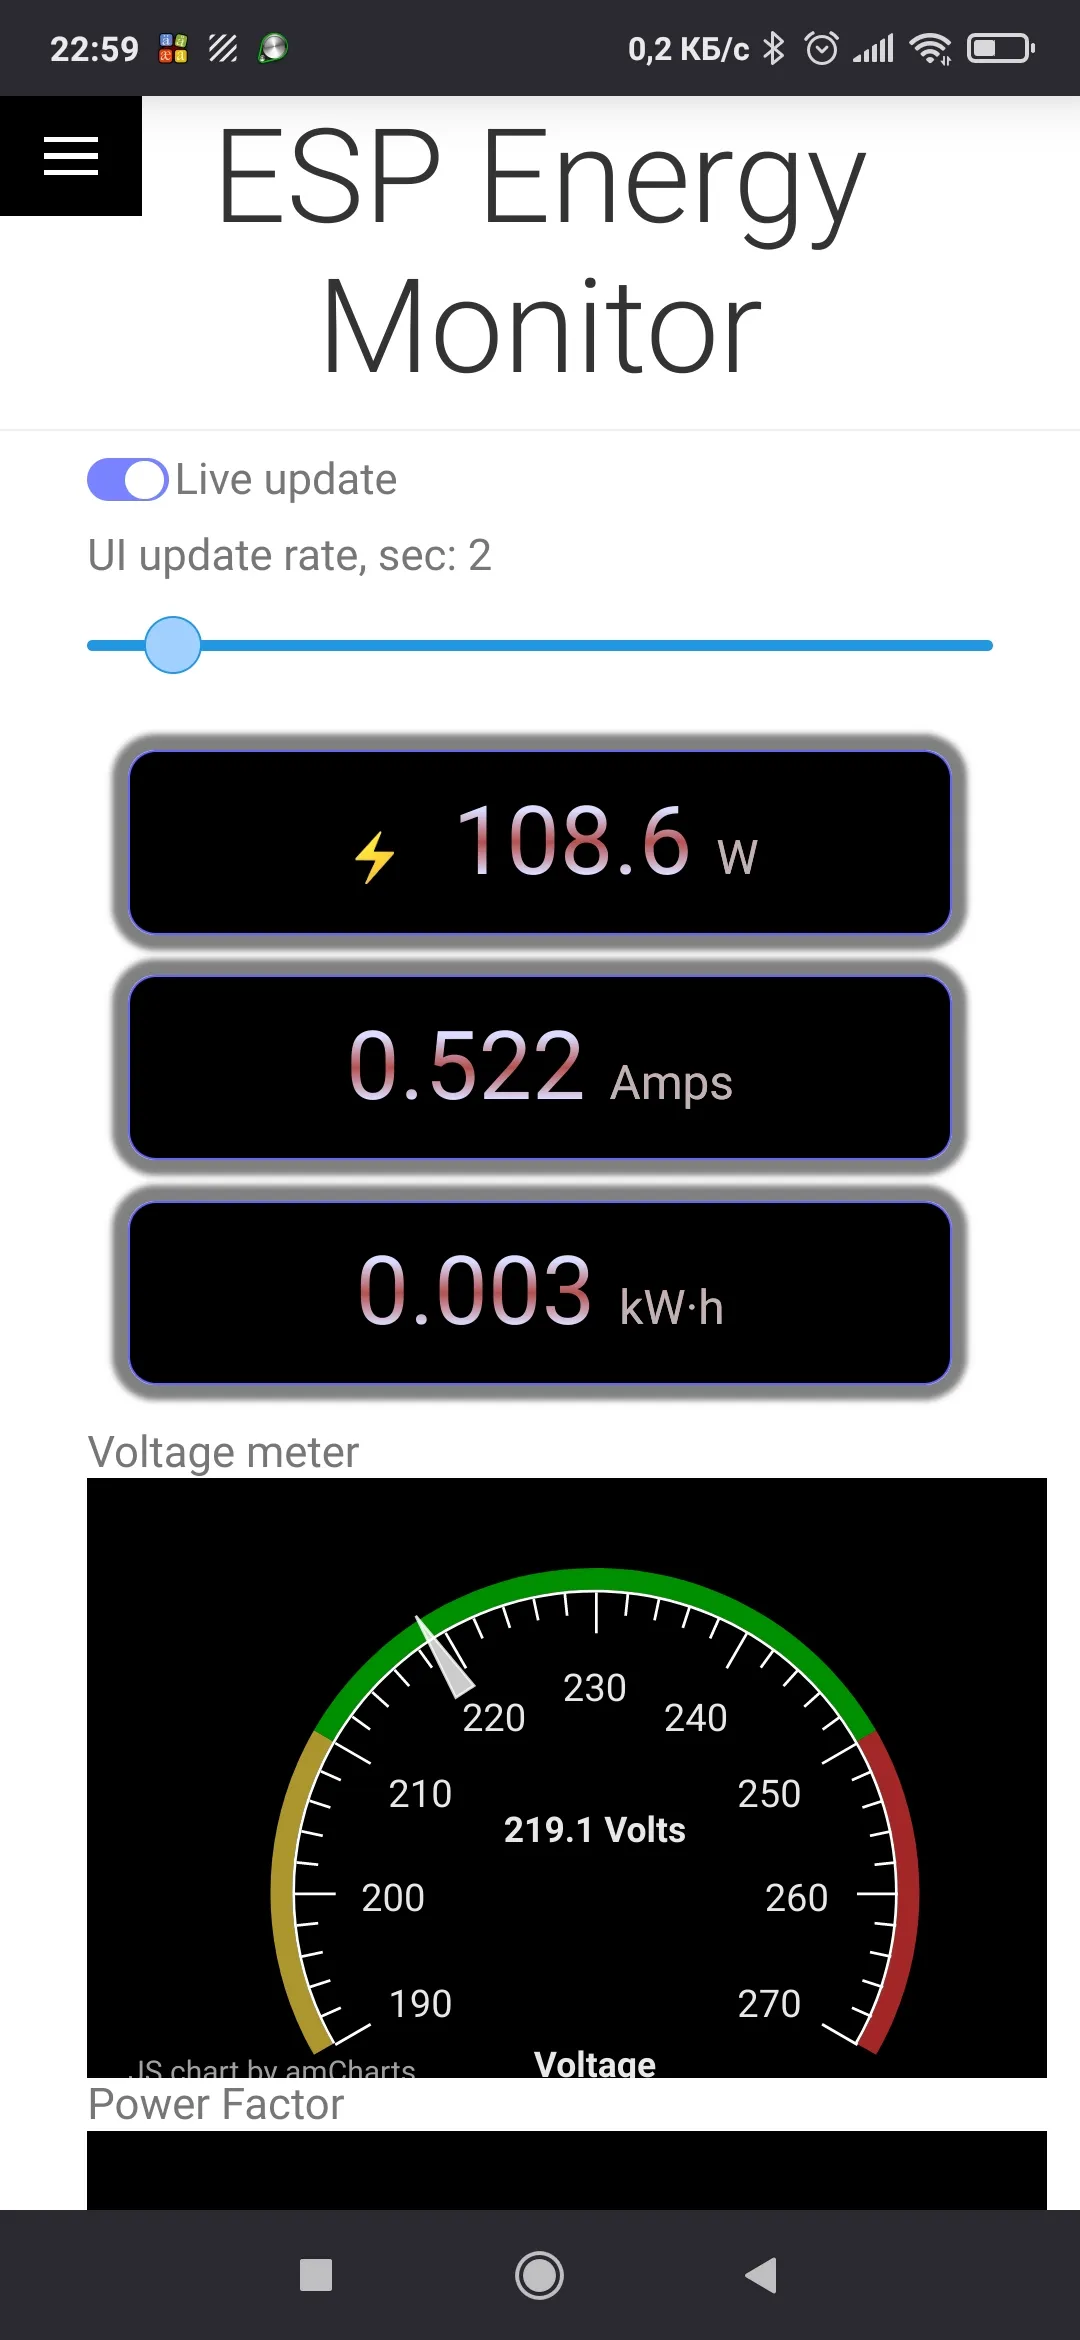 22:59 0,2 КБ/с
ESP Energy
Monitor
Live update
UI update rate, sec: 2
108.6 W
0.522 Amps
0.003 kW·h
Voltage meter
230
220 240
210 250
219.1 Volts
200 260
190 270
JS chart by amCharts
Voltage
Power Factor